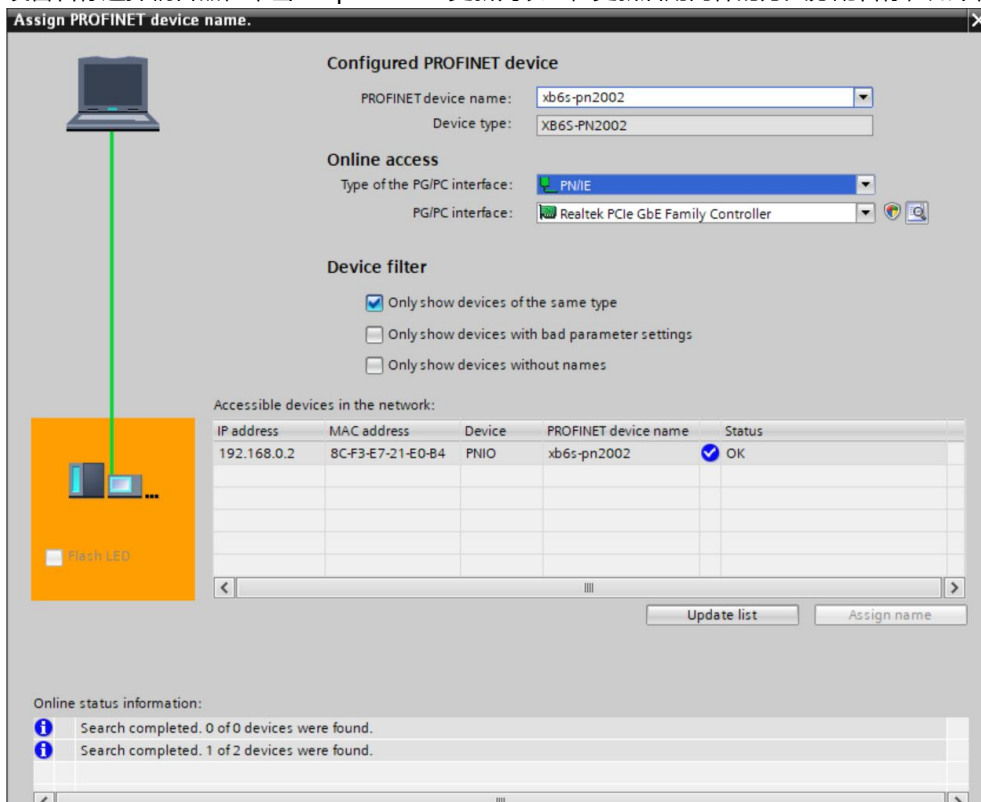 Assign PROFINET device name.
Configured PROFINET device
PROFINET device name: xb6s-pn2002
Device type: XB6S-PN2002
Online access
Type of the PG/PC interface: PN/IE
PG/PC interface: Realtek PCIe GbE Family Controller
Device filter
Only show devices of the same type
Only show devices with bad parameter settings
Only show devices without names
Accessible devices in the network:
IP address MAC address Device PROFINET device name Status
192.168.0.2 8C-F3-E7-21-E0-B4 PNIO xb6s-pn2002 OK
Flash LED
Update list Assign name
Online status information:
Search completed. 0 of 0 devices were found.
Search completed. 1 of 2 devices were found.